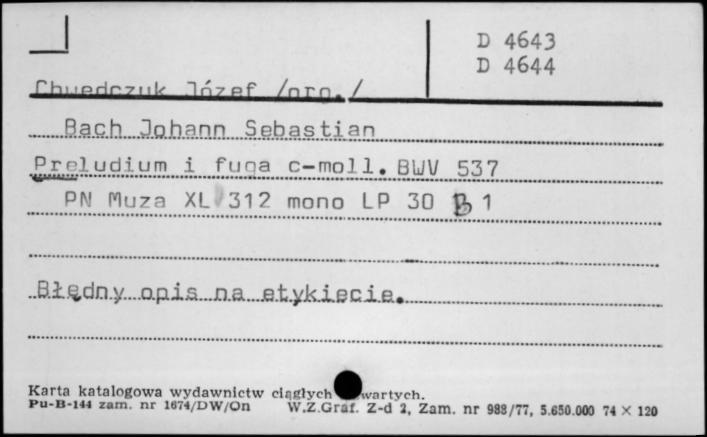 D 4643
D 4644
Chwedczuk Józef /org./
Bach Johann Sebastian
Preludium i fuga c-moll. BWV 537
PN Muza XL 312 mono LP 30 B 1
Błędny opis na etykiecie.
Karta katalogowa wydawnictw ciągłych wartych.
Pu-B-144 zam. nr 1674/DW/On W.Z.Graf. Z-d 2, Zam. nr 988/77, 5.650.000 74 × 120